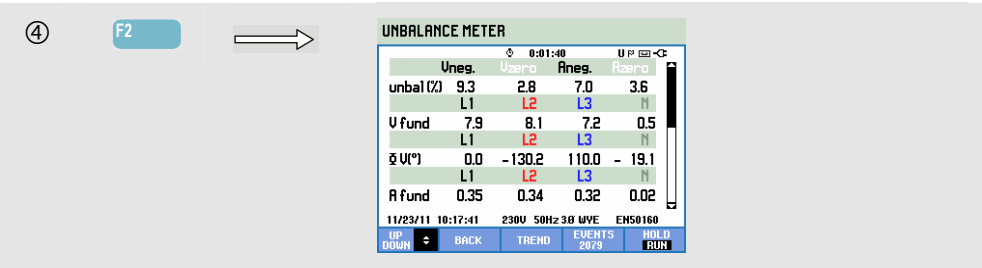 ④
F2
UNBALANCE METER
0:01:40 U
Vneg. Vzero Aneg. Azero
unbal (%) 9.3 2.8 7.0 3.6
L1 L2 L3 N
V fund 7.9 8.1 7.2 0.5
L1 L2 L3 N
Φ V(°) 0.0 -130.2 110.0 - 19.1
L1 L2 L3 N
A fund 0.35 0.34 0.32 0.02
11/23/11 10:17:41 230V 50Hz 3.0 WYE EN50160
UP DOWN BACK TREND EVENTS 2079 HOLD RUN